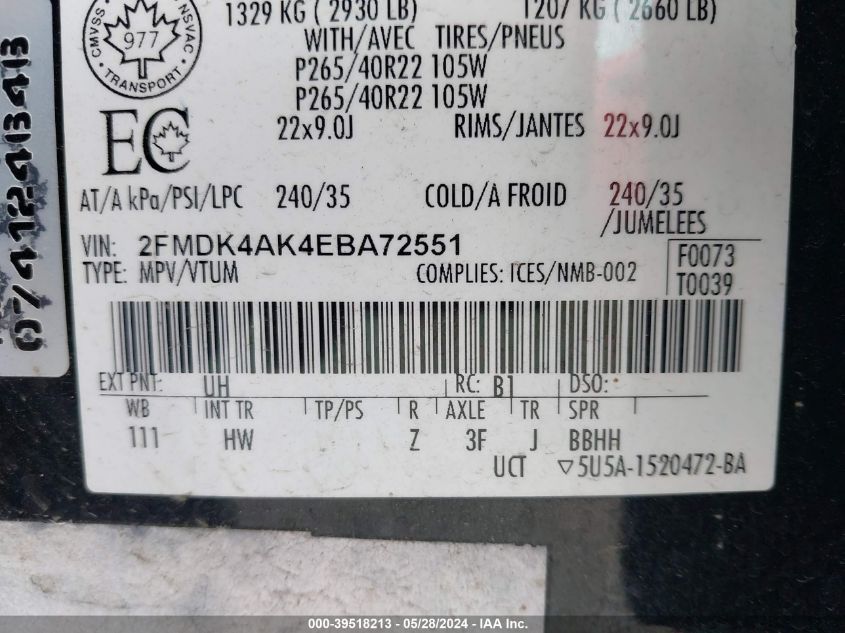 1329 KG ( 2930 LB) 1207 KG ( 2660 LB)
WITH/AVEC TIRES/PNEUS
P265/40R22 105W
P265/40R22 105W
22x9.0J RIMS/JANTES 22x9.0J
CMVSS NSVAC
977
TRANSPORT
EC
AT/A kPa/PSI/LPC 240/35 COLD/A FROID 240/35
/JUMELEES
VIN: 2FMDK4AK4EBA72551
TYPE: MPV/VTUM COMPLIES: ICES/NMB-002
F0073
T0039
EXT PNT: UH RC: B1 DSO:
WB INT TR TP/PS R AXLE TR SPR
111 HW Z 3F J BBHH
UCT ▽5U5A-1520472-BA
000-39518213 - 05/28/2024 - IAA Inc.